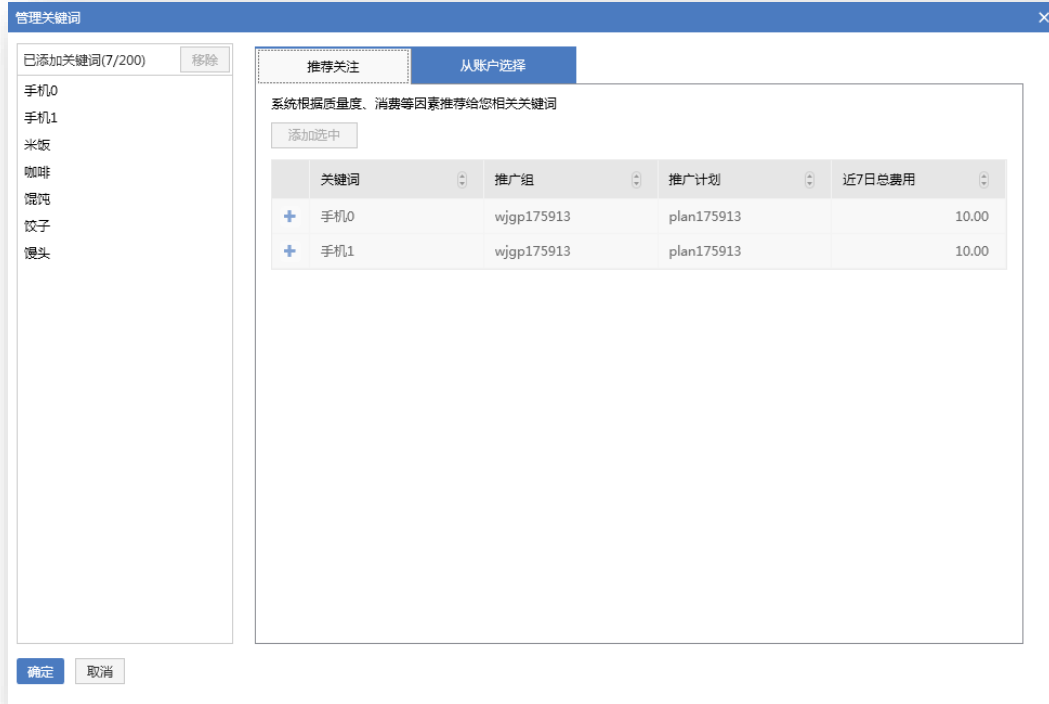 管理关键词
已添加关键词(7/200) 移除
手机0
手机1
米饭
咖啡
馄饨
饺子
馒头
推荐关注 从账户选择
系统根据质量度、消费等因素推荐给您相关关键词
添加选中
关键词 推广组 推广计划 近7日总费用
手机0 wjgp175913 plan175913 10.00
手机1 wjgp175913 plan175913 10.00
确定 取消